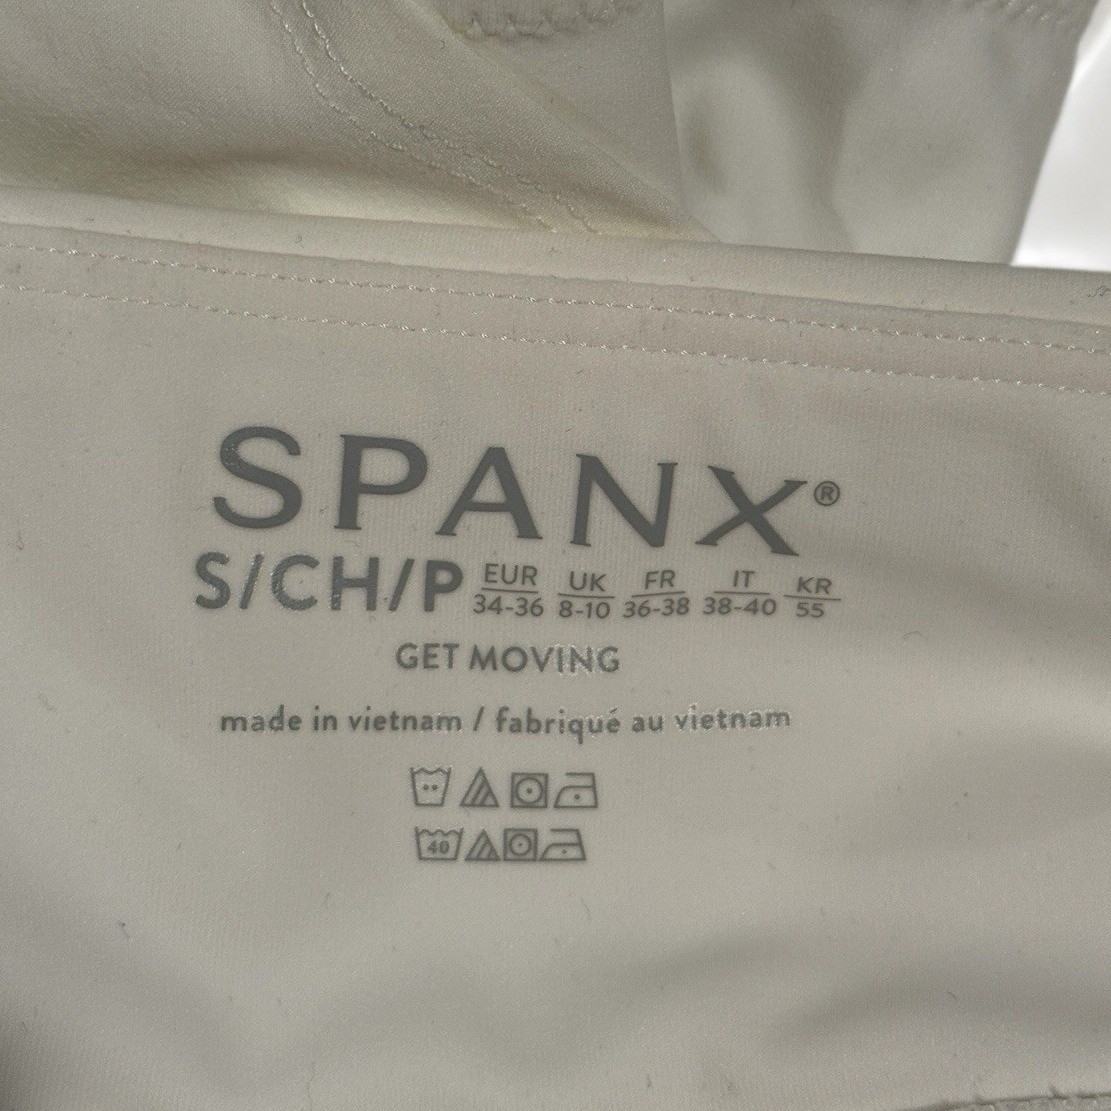 SPANX®
S/CH/P EUR 34-36 UK 8-10 FR 36-38 IT 38-40 KR 55
GET MOVING
made in vietnam / fabriqué au vietnam
40